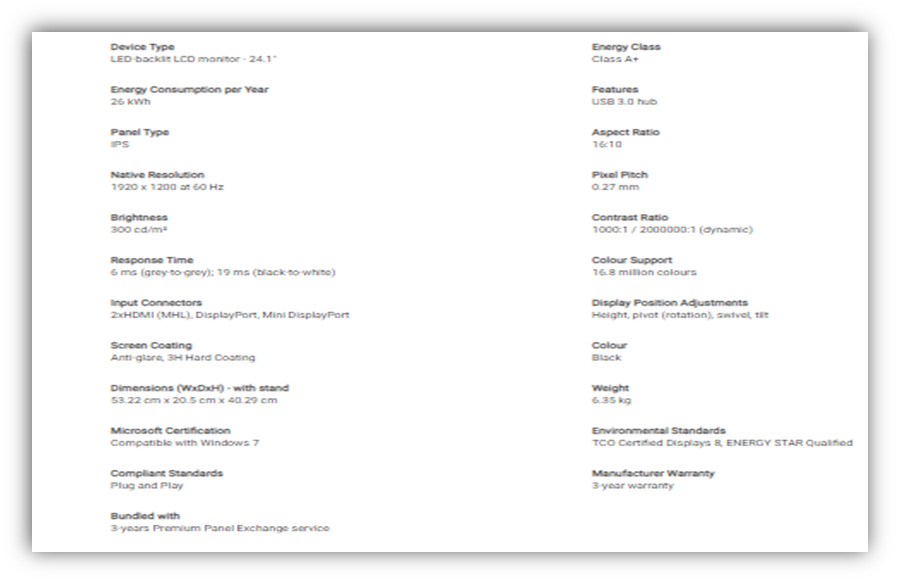 Device Type
LED-backlit LCD monitor - 24.1"
Energy Consumption per Year
26 kWh
Panel Type
IPS
Native Resolution
1920 x 1200 at 60 Hz
Brightness
300 cd/m²
Response Time
6 ms (grey-to-grey); 19 ms (black-to-white)
Input Connectors
2xHDMI (MHL), DisplayPort, Mini DisplayPort
Screen Coating
Anti-glare, 3H Hard Coating
Dimensions (WxDxH) - with stand
53.22 cm x 20.5 cm x 40.29 cm
Microsoft Certification
Compatible with Windows 7
Compliant Standards
Plug and Play
Bundled with
3-years Premium Panel Exchange service
Energy Class
Class A+
Features
USB 3.0 hub
Aspect Ratio
16:10
Pixel Pitch
0.27 mm
Contrast Ratio
1000:1 / 2000000:1 (dynamic)
Colour Support
16.8 million colours
Display Position Adjustments
Height, pivot (rotation), swivel, tilt
Colour
Black
Weight
6.35 kg
Environmental Standards
TCO Certified Displays 8, ENERGY STAR Qualified
Manufacturer Warranty
3-year warranty